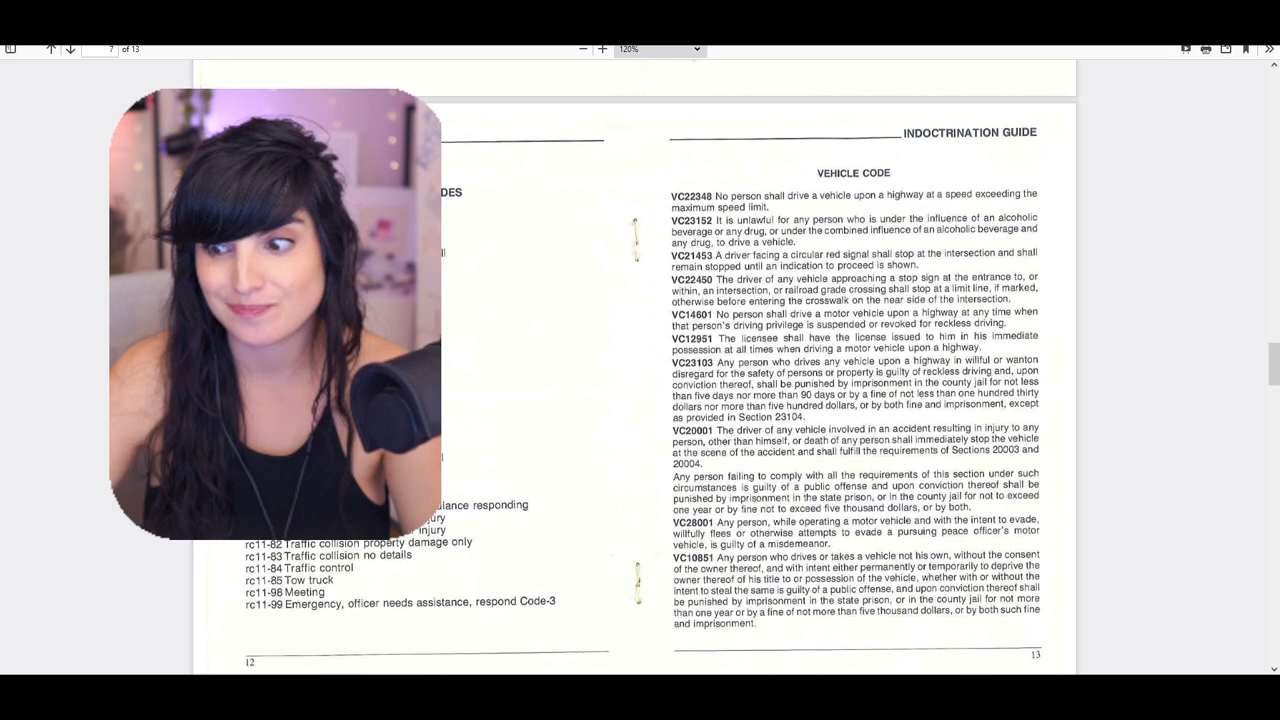 7 of 13
120%
INDOCTRINATION GUIDE
DES
ulance responding
jury
injury
rc11-82 Traffic collision property damage only
rc11-83 Traffic collision no details
rc11-84 Traffic control
rc11-85 Tow truck
rc11-98 Meeting
rc11-99 Emergency, officer needs assistance, respond Code-3
12
VEHICLE CODE
VC22348 No person shall drive a vehicle upon a highway at a speed exceeding the
maximum speed limit.
VC23152 It is unlawful for any person who is under the influence of an alcoholic
beverage or any drug, or under the combined influence of an alcoholic beverage and
any drug, to drive a vehicle.
VC21453 A driver facing a circular red signal shall stop at the intersection and shall
remain stopped until an indication to proceed is shown.
VC22450 The driver of any vehicle approaching a stop sign at the entrance to, or
within, an intersection, or railroad grade crossing shall stop at a limit line, if marked,
otherwise before entering the crosswalk on the near side of the intersection.
VC14601 No person shall drive a motor vehicle upon a highway at any time when
that person's driving privilege is suspended or revoked for reckless driving.
VC12951 The licensee shall have the license issued to him in his immediate
possession at all times when driving a motor vehicle upon a highway.
VC23103 Any person who drives any vehicle upon a highway in willful or wanton
disregard for the safety of persons or property is guilty of reckless driving and, upon
conviction thereof, shall be punished by imprisonment in the county jail for not less
than five days nor more than 90 days or by a fine of not less than one hundred thirty
dollars nor more than five hundred dollars, or by both fine and imprisonment, except
as provided in Section 23104.
VC20001 The driver of any vehicle involved in an accident resulting in injury to any
person, other than himself, or death of any person shall immediately stop the vehicle
at the scene of the accident and shall fulfill the requirements of Sections 20003 and
20004.
Any person failing to comply with all the requirements of this section under such
circumstances is guilty of a public offense and upon conviction thereof shall be
punished by imprisonment in the state prison, or in the county jail for not to exceed
one year or by fine not to exceed five thousand dollars, or by both.
VC28001 Any person, while operating a motor vehicle and with the intent to evade,
willfully flees or otherwise attempts to evade a pursuing peace officer's motor
vehicle, is guilty of a misdemeanor.
VC10851 Any person who drives or takes a vehicle not his own, without the consent
of the owner thereof, and with intent either permanently or temporarily to deprive the
owner thereof of his title to or possession of the vehicle, whether with or without the
intent to steal the same is guilty of a public offense, and upon conviction thereof shall
be punished by imprisonment in the state prison, or in the county jail for not more
than one year or by a fine of not more than five thousand dollars, or by both such fine
and imprisonment.
13